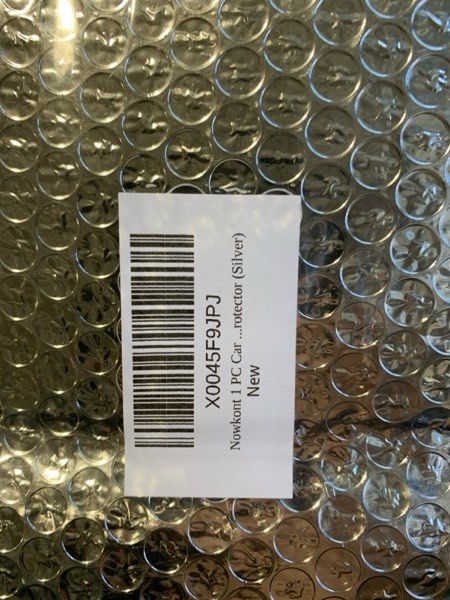 X0045F9JPJ
Nowkont 1 PC Car ...rotector (Silver)
New